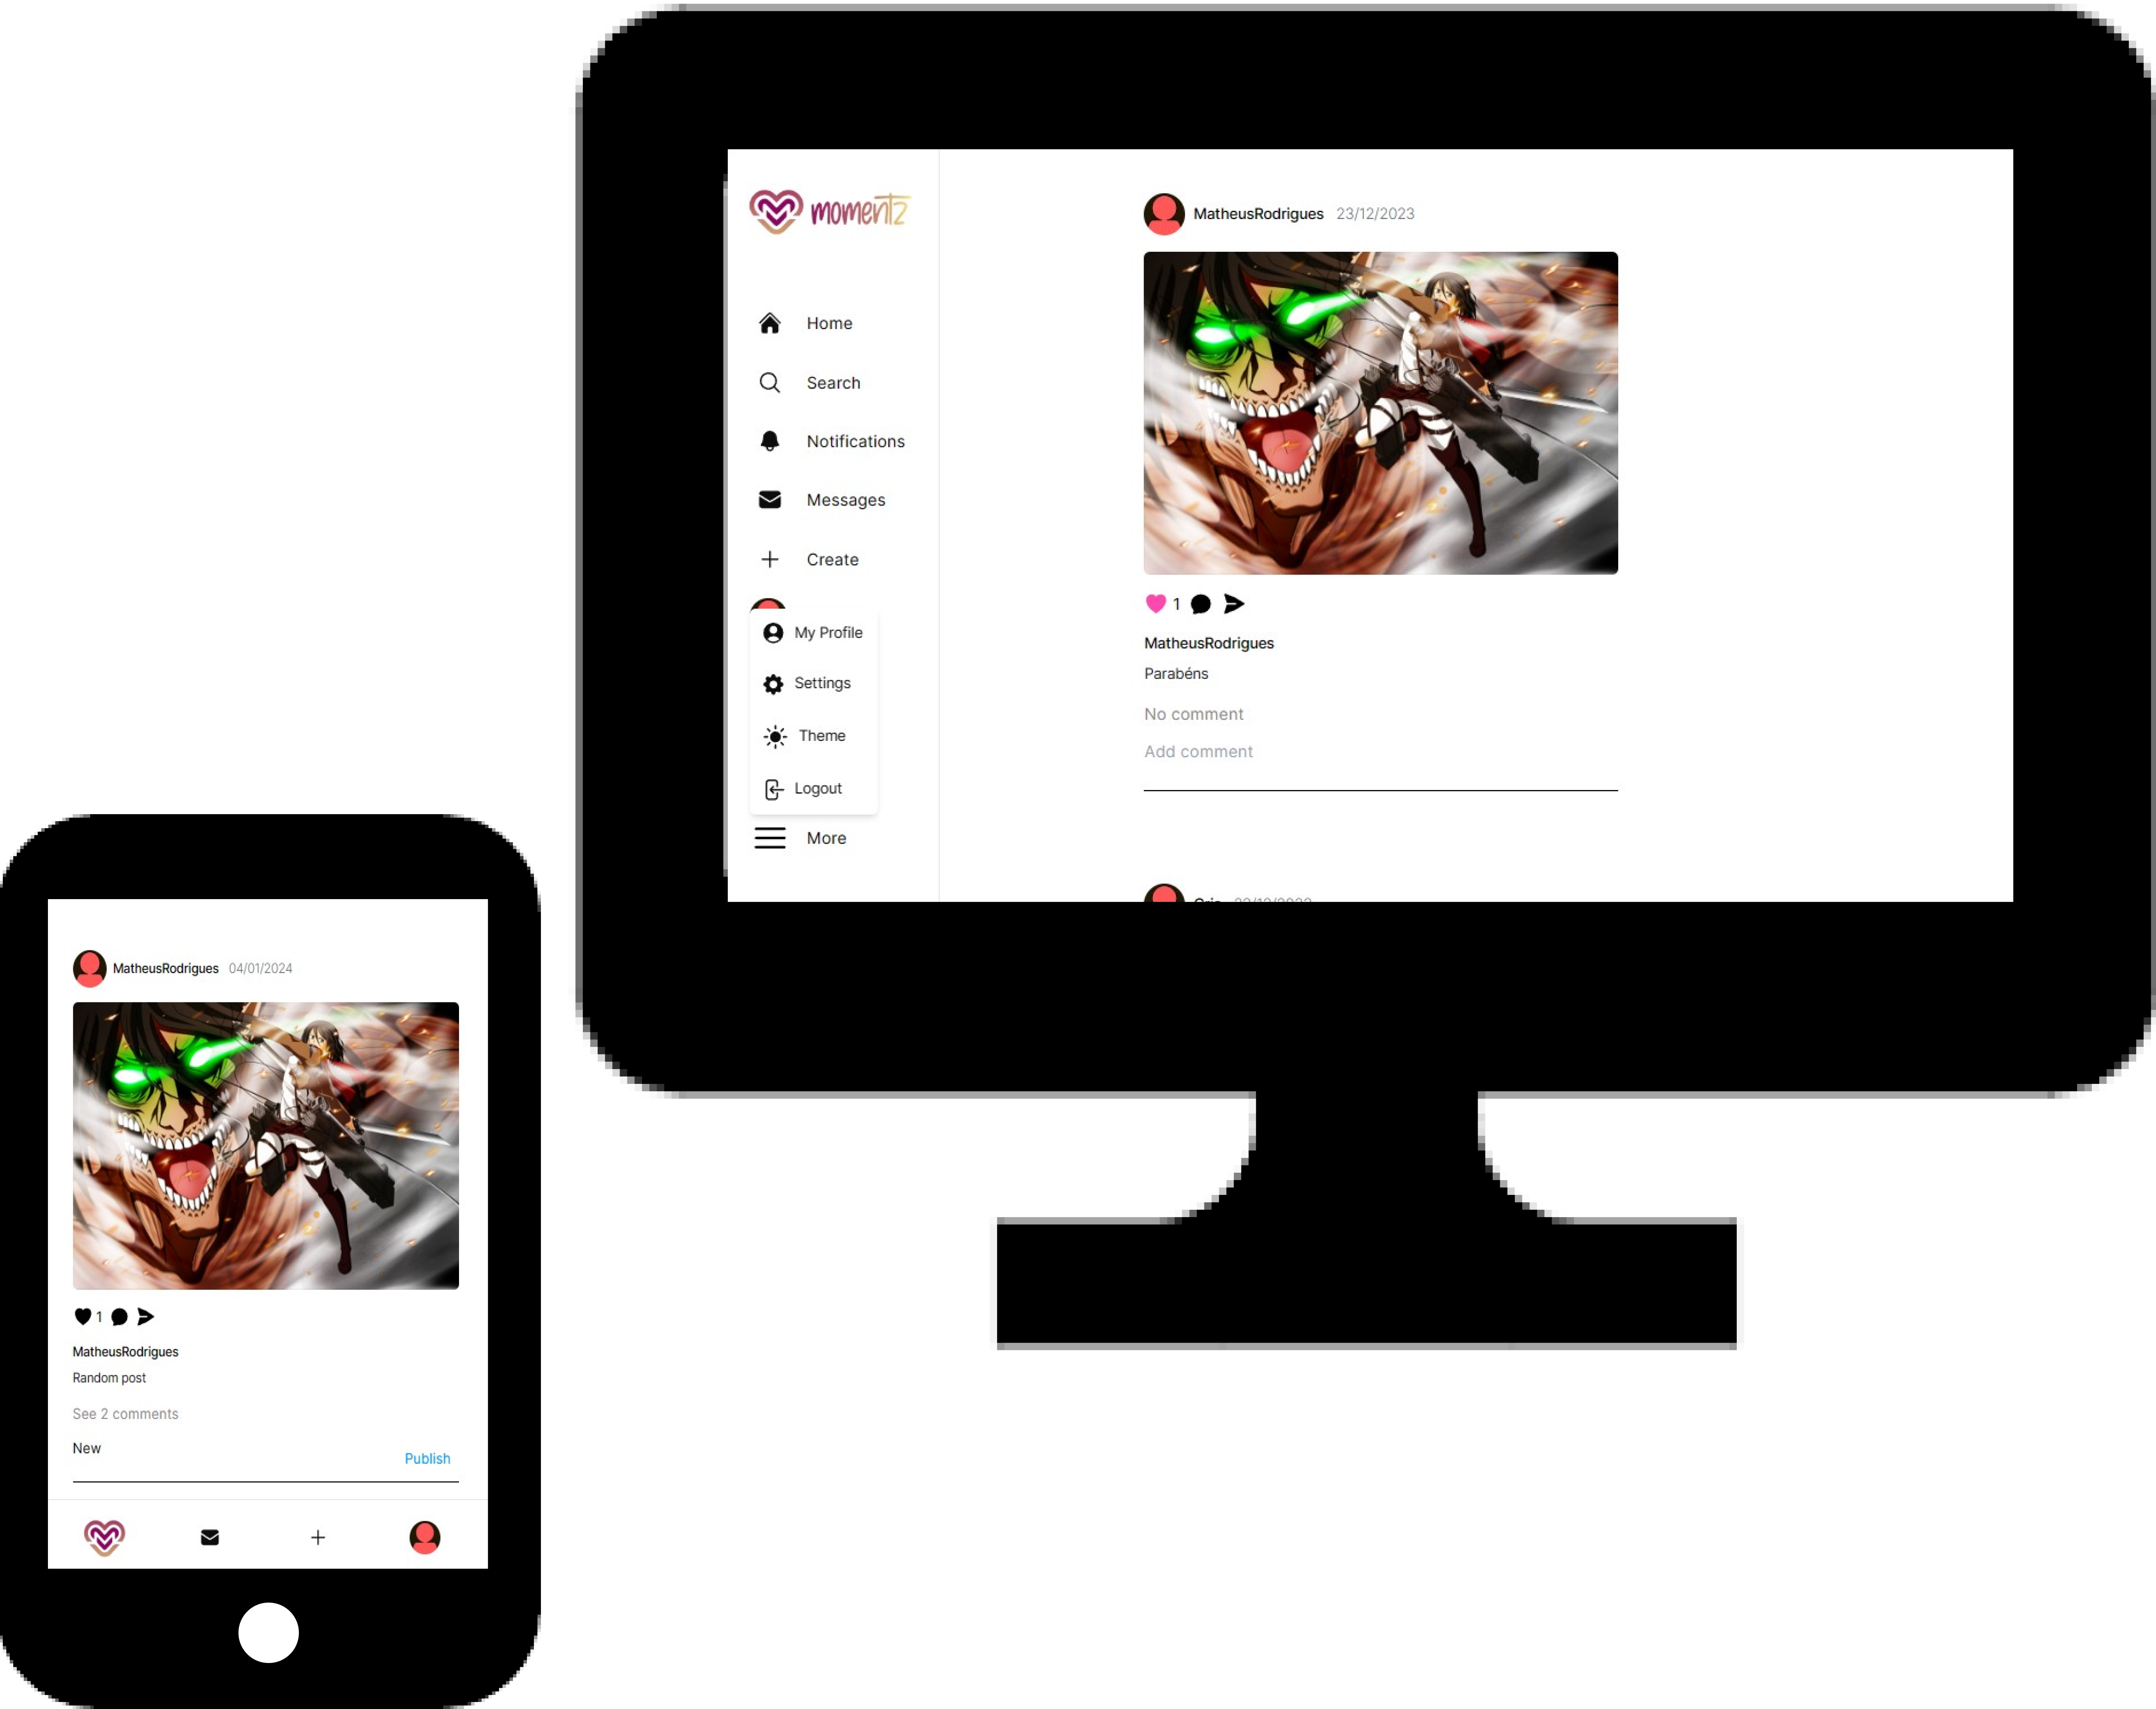 momentz
Home
Search
Notifications
Messages
Create
My Profile
Settings
Theme
Logout
More
MatheusRodrigues 23/12/2023
1
MatheusRodrigues
Parabéns
No comment
Add comment
MatheusRodrigues 04/01/2024
1
MatheusRodrigues
Random post
See 2 comments
New
Publish